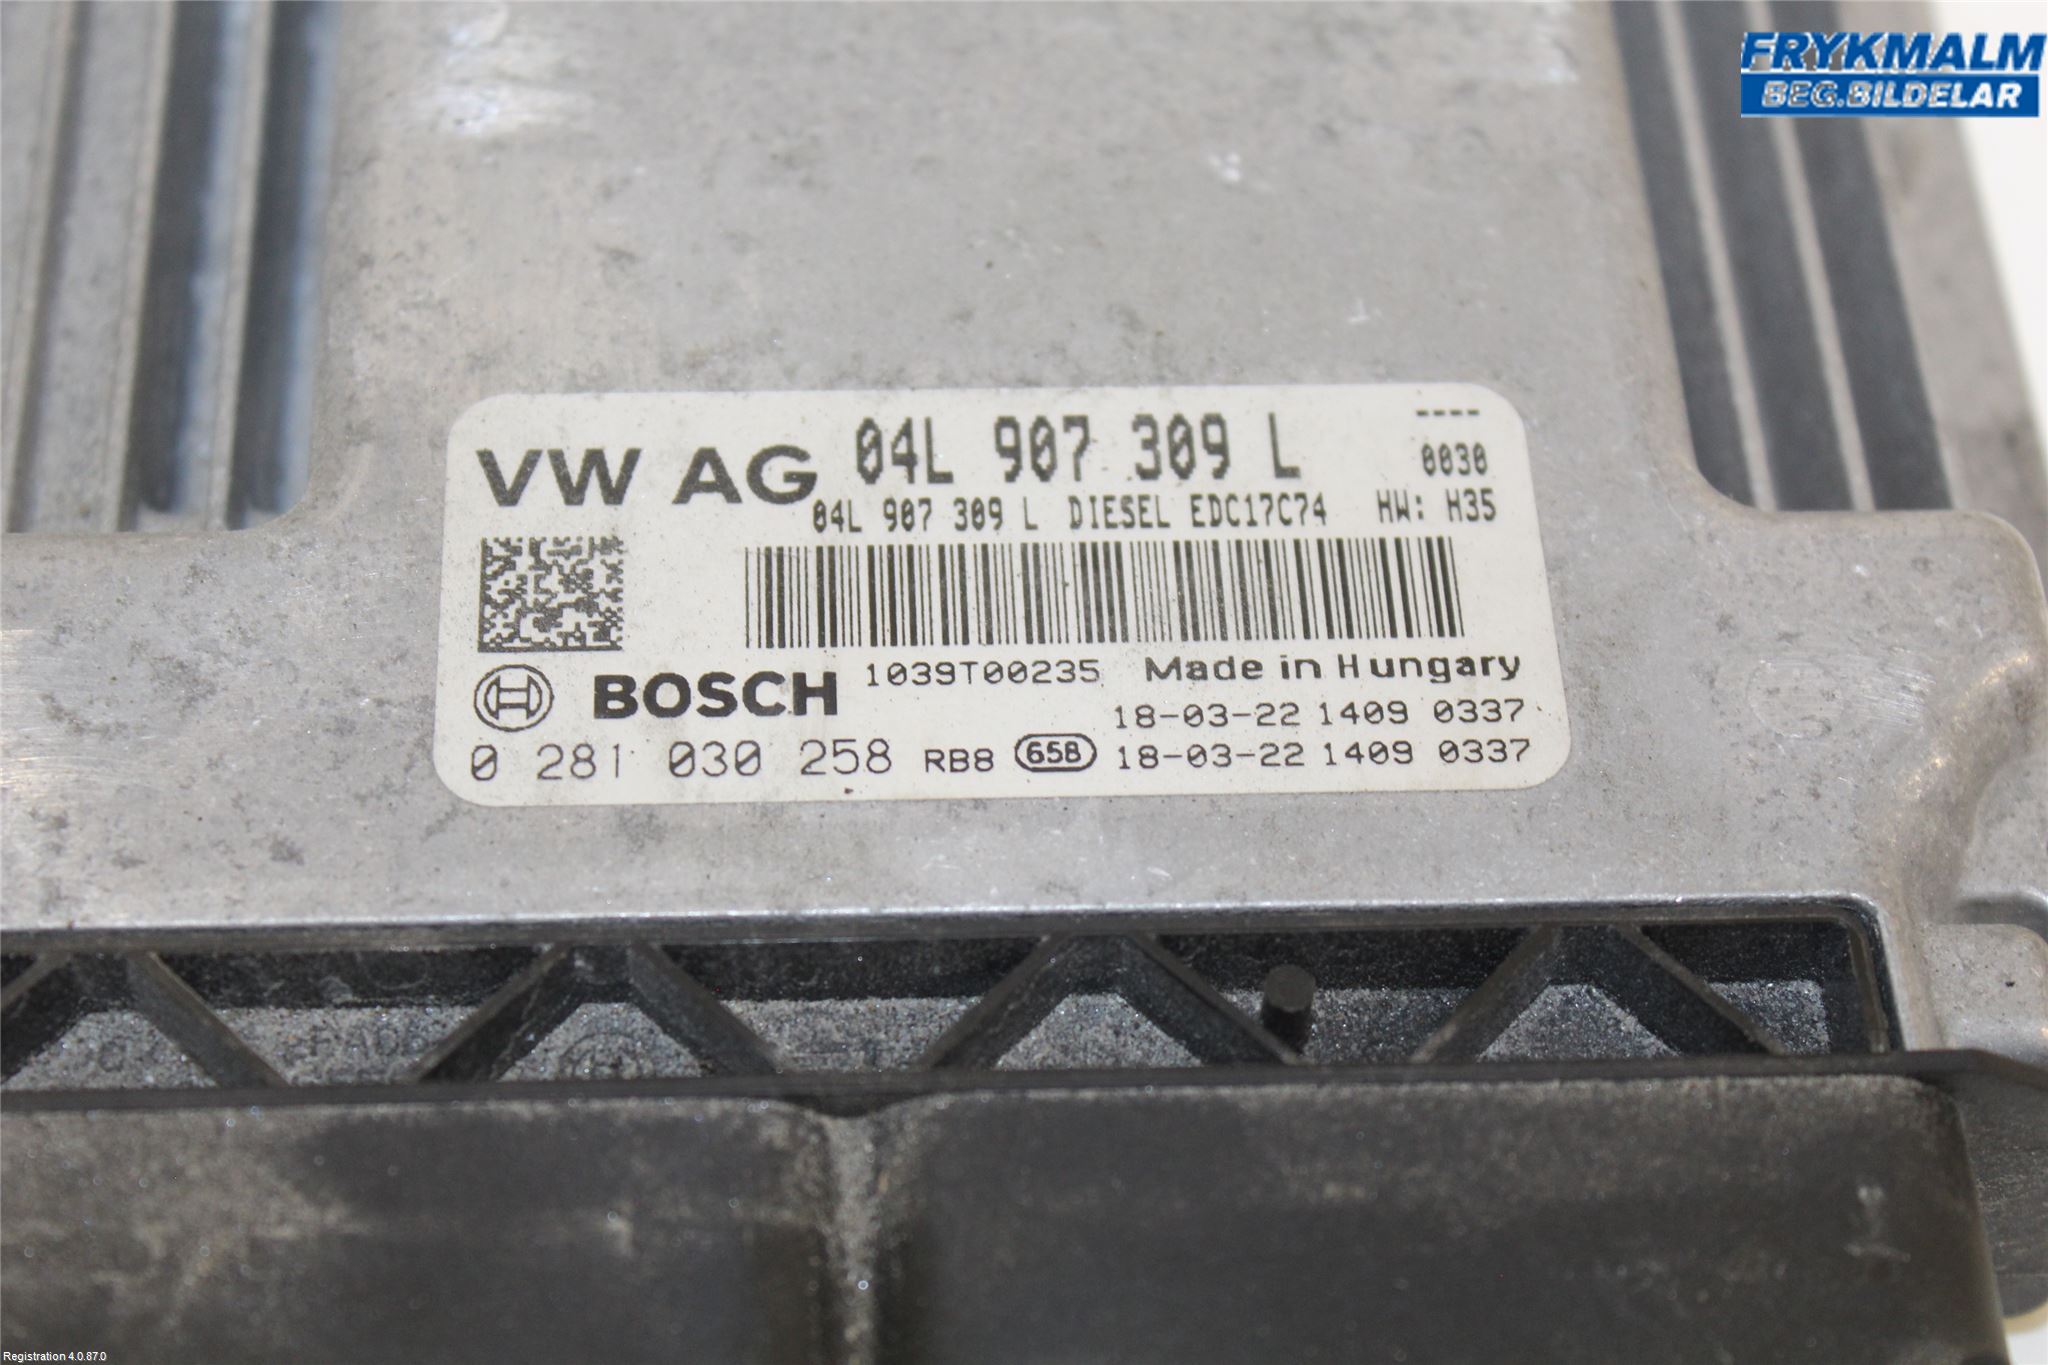 FRYKMALM
BEG.BILDELAR
VW AG 04L 907 309 L ----
0030
04L 907 309 L DIESEL EDC17C74 HW: H35
BOSCH 1039T00235 Made in Hungary
18-03-22 1409 0337
0 281 030 258 RB8 658 18-03-22 1409 0337
Registration 4.0.87.0